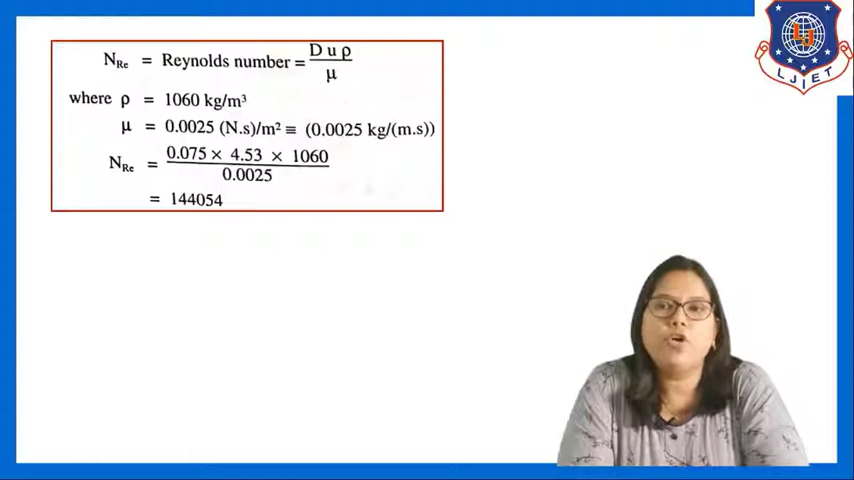 N_Re = Reynolds number = D u ρ / μ
where ρ = 1060 kg/m³
μ = 0.0025 (N.s)/m² ≡ (0.0025 kg/(m.s))
N_Re = 0.075 × 4.53 × 1060 / 0.0025
= 144054
LJ
LJIET